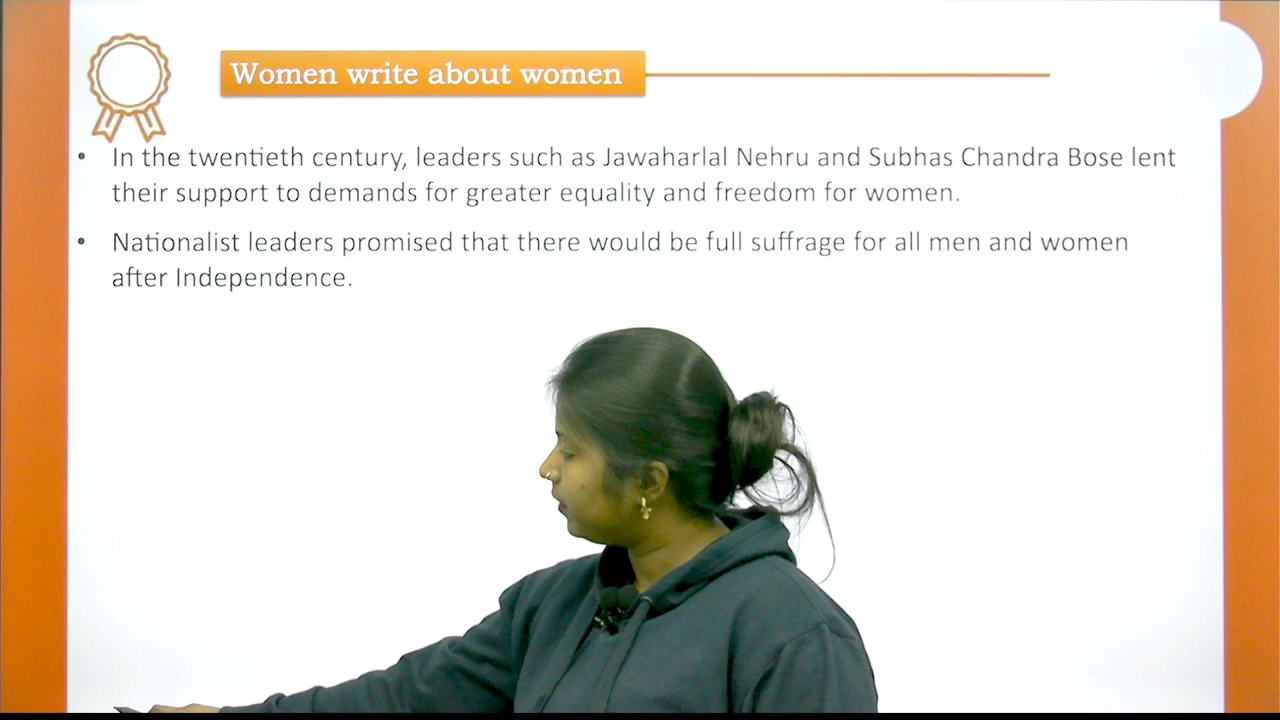 Women write about women
• In the twentieth century, leaders such as Jawaharlal Nehru and Subhas Chandra Bose lent
their support to demands for greater equality and freedom for women.
• Nationalist leaders promised that there would be full suffrage for all men and women
after Independence.